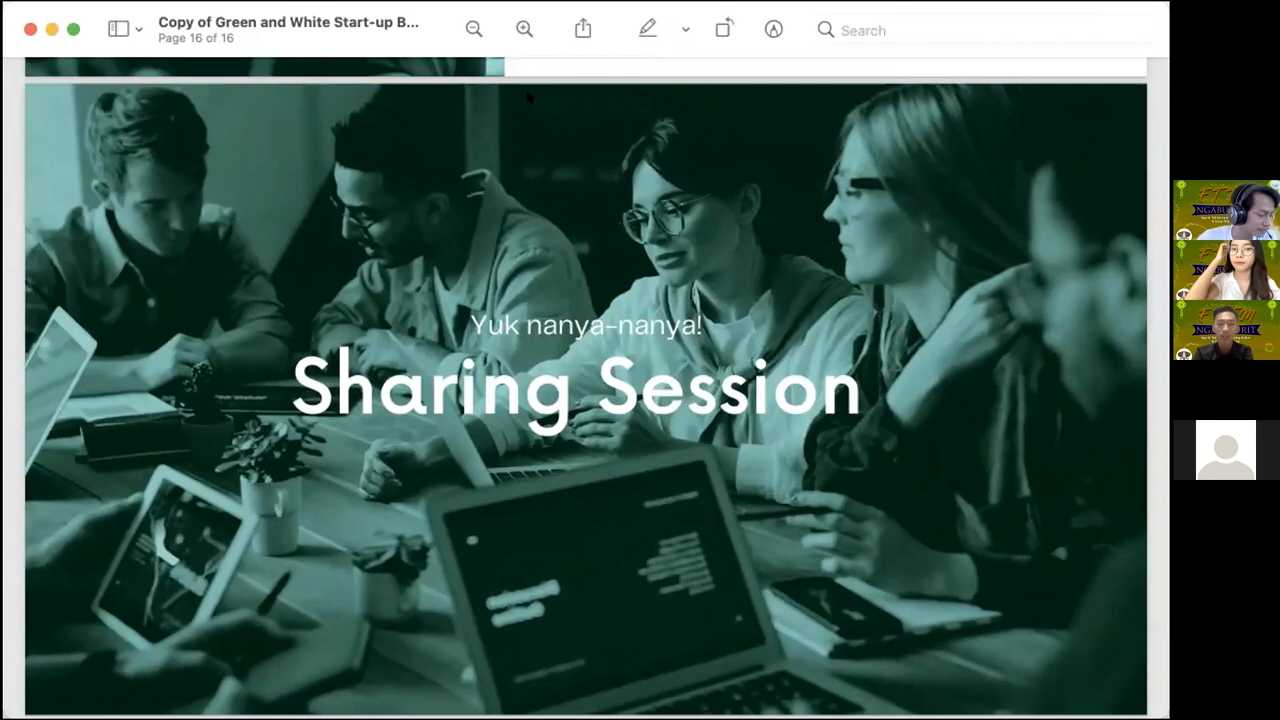 Copy of Green and White Start-up B...
Page 16 of 16
Search
Yuk nanya-nanya!
Sharing Session